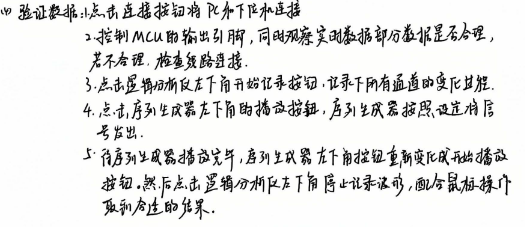 (4) 验证数据:1.点击连接按钮将PC和下位机连接
2.控制MCU的输出引脚,同时观察实时数据部分数据是否合理,
若不合理,检查线路连接.
3.点击逻辑分析仪左下角开始记录按钮,记录下所有通道的变化过程.
4.点击序列生成器左下角的播放按钮,序列生成器按照设定将信
号发出.
5.待序列生成器播放完毕,序列生成器左下角按钮重新变化成开始播放
按钮。然后点击逻辑分析仪左下角停止记录波形,配合鼠标操作
取到合适的结果.